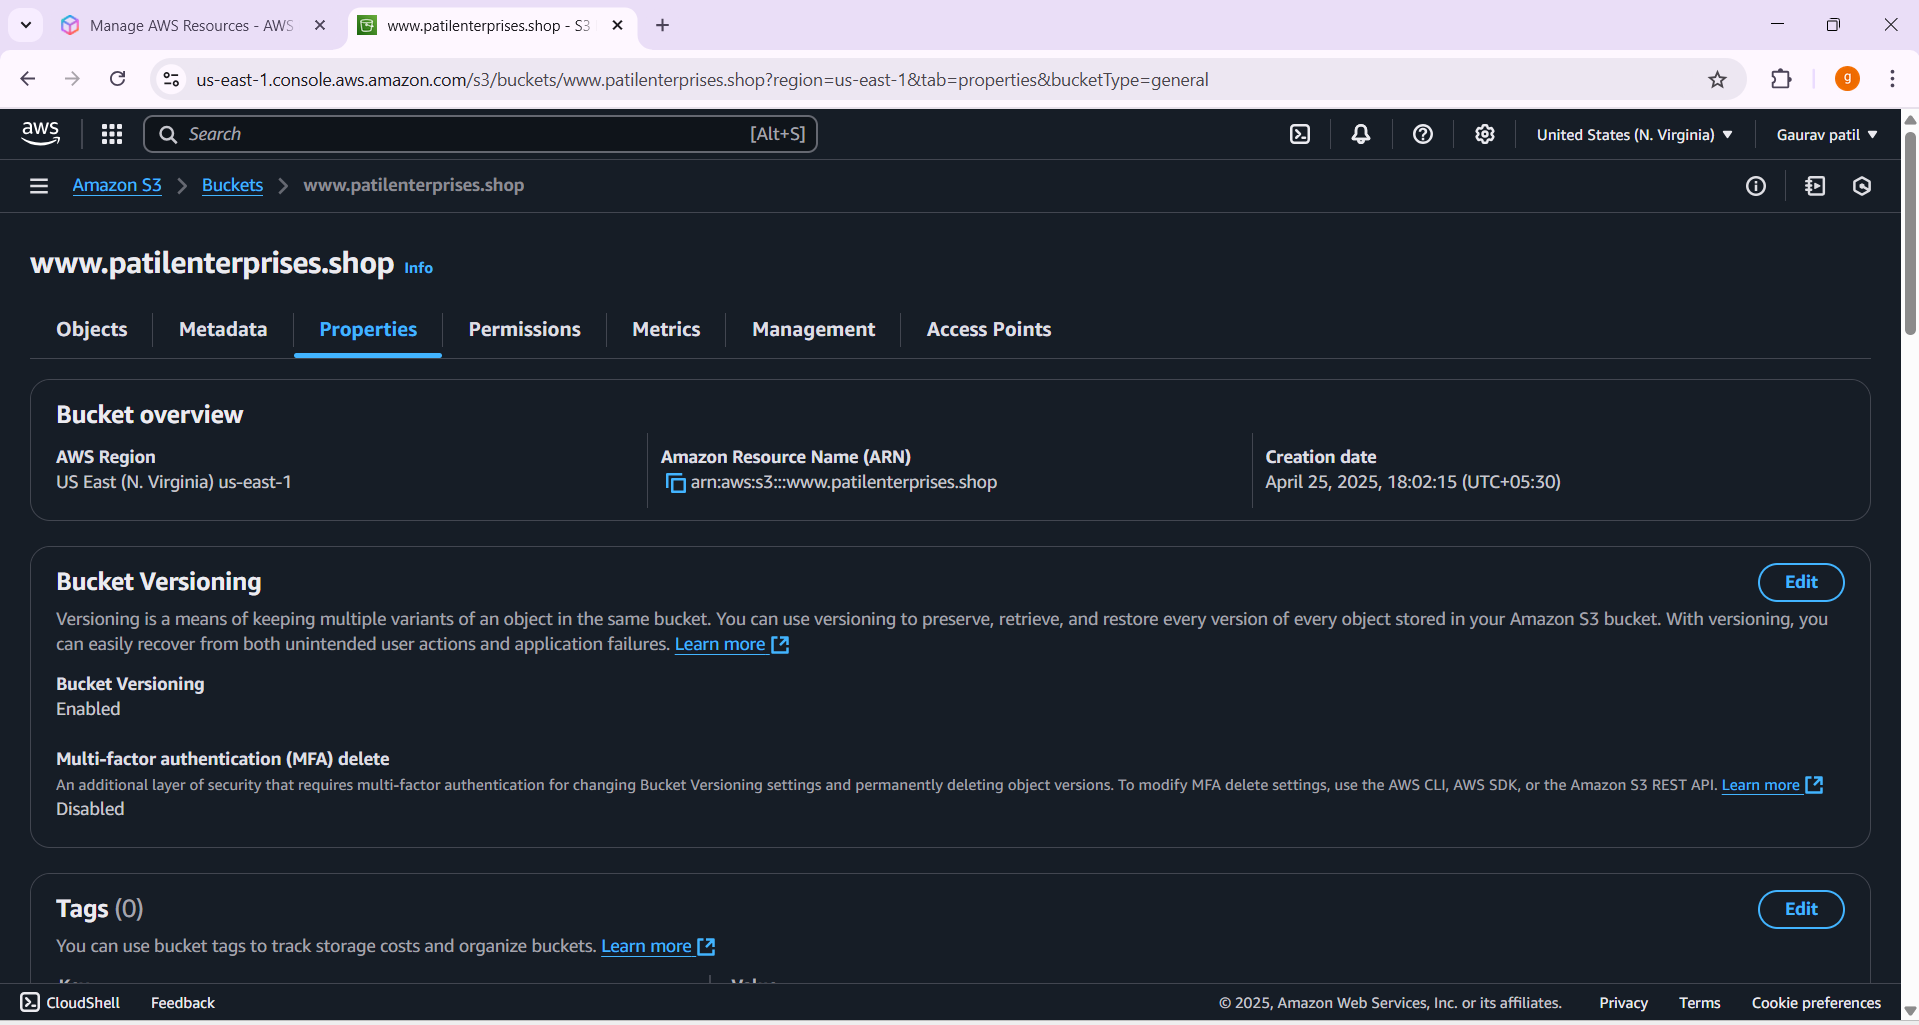 Manage AWS Resources - AWS
www.patilenterprises.shop - S3
us-east-1.console.aws.amazon.com/s3/buckets/www.patilenterprises.shop?region=us-east-1&tab=properties&bucketType=general
g
aws
Search [Alt+S]
United States (N. Virginia)
Gaurav patil
Amazon S3 > Buckets > www.patilenterprises.shop
www.patilenterprises.shop Info
Objects
Metadata
Properties
Permissions
Metrics
Management
Access Points
Bucket overview
AWS Region
US East (N. Virginia) us-east-1
Amazon Resource Name (ARN)
arn:aws:s3:::www.patilenterprises.shop
Creation date
April 25, 2025, 18:02:15 (UTC+05:30)
Bucket Versioning
Edit
Versioning is a means of keeping multiple variants of an object in the same bucket. You can use versioning to preserve, retrieve, and restore every version of every object stored in your Amazon S3 bucket. With versioning, you
can easily recover from both unintended user actions and application failures. Learn more
Bucket Versioning
Enabled
Multi-factor authentication (MFA) delete
An additional layer of security that requires multi-factor authentication for changing Bucket Versioning settings and permanently deleting object versions. To modify MFA delete settings, use the AWS CLI, AWS SDK, or the Amazon S3 REST API. Learn more
Disabled
Tags (0)
Edit
You can use bucket tags to track storage costs and organize buckets. Learn more
CloudShell
Feedback
© 2025, Amazon Web Services, Inc. or its affiliates.
Privacy
Terms
Cookie preferences